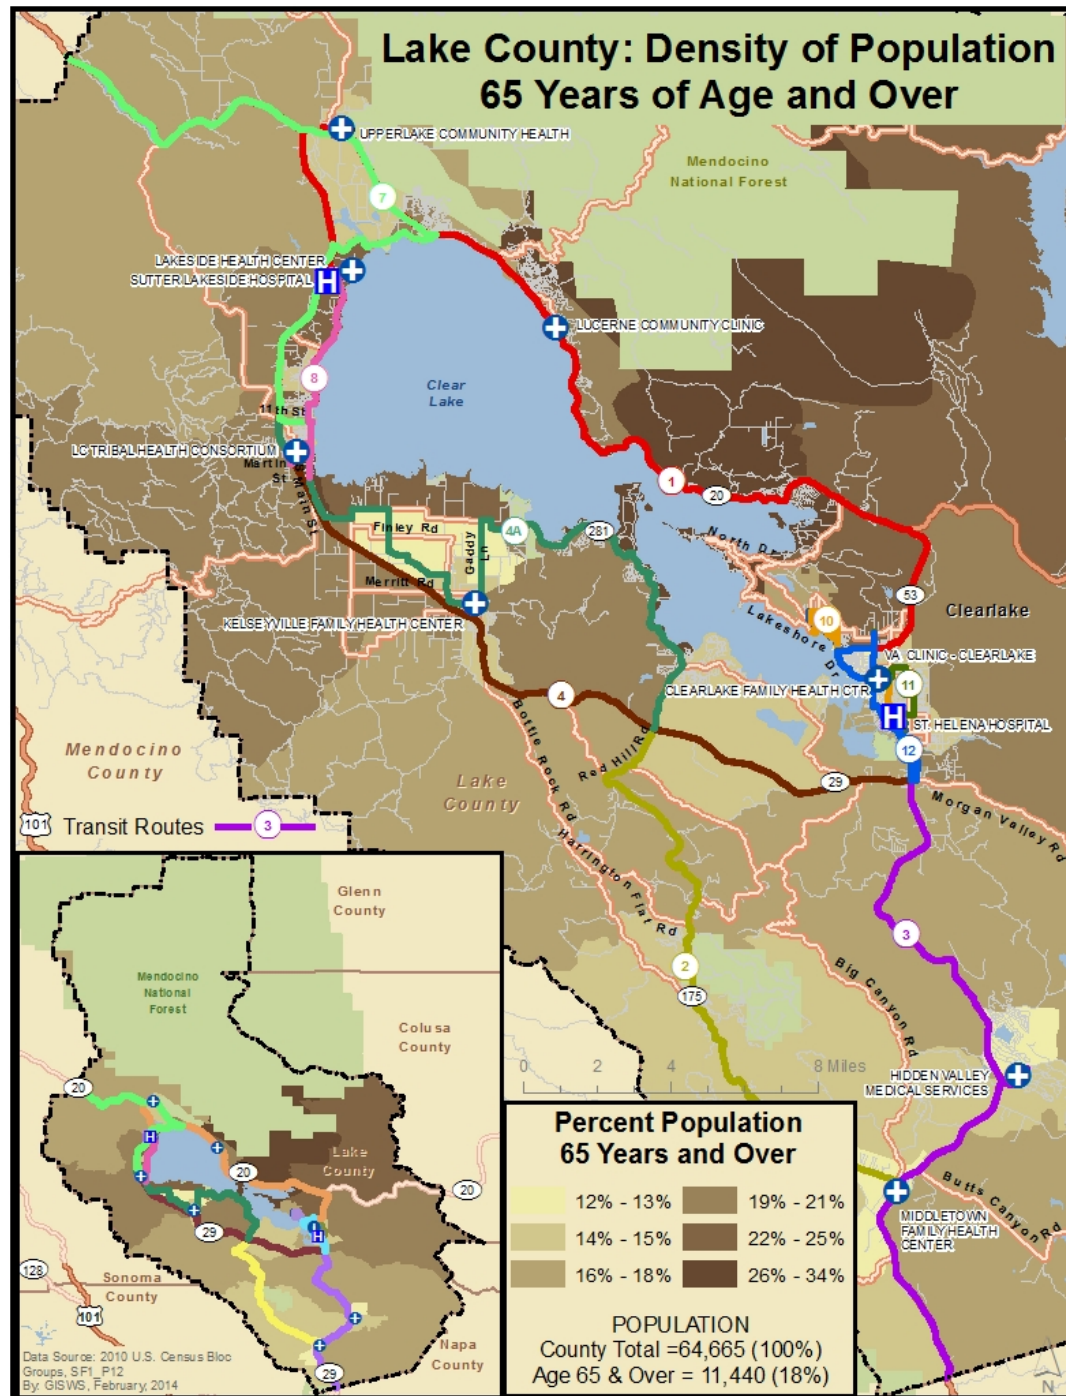 Lake County: Density of Population
65 Years of Age and Over
UPPERLAKE COMMUNITY HEALTH
Mendocino
National Forest
7
LAKESIDE HEALTH CENTER
SUTTER LAKESIDE HOSPITAL
H
LUCERNE COMMUNITY CLINIC
8
Clear
Lake
11th St
LC TRIBAL HEALTH CONSORTIUM
Martin
St
S Main St
1
20
Finley Rd
4A
281
Gaddy
Ln
North Dr
Merritt Rd
53
Clearlake
KELSEYVILLE FAMILY HEALTH CENTER
10
Lakeshore Dr
VA CLINIC - CLEARLAKE
CLEARLAKE FAMILY HEALTH CTR
11
H
ST. HELENA HOSPITAL
4
12
Bottle Rock Rd
Red Hill Rd
Mendocino
County
Lake
County
29
Morgan Valley Rd
101
Transit Routes
3
Harrington Flat Rd
3
2
175
Big Canyon Rd
0 2 4 8 Miles
HIDDEN VALLEY
MEDICAL SERVICES
Butts Canyon Rd
MIDDLETOWN
FAMILY HEALTH
CENTER
N
Glenn
County
Mendocino
National
Forest
Colusa
County
20
H
Lake
County
20
20
29
H
128
Sonoma
County
101
Napa
County
29
Data Source: 2010 U.S. Census Bloc
Groups, SF1_P12
By: GISWS, February, 2014
Percent Population
65 Years and Over
12% - 13%
19% - 21%
14% - 15%
22% - 25%
16% - 18%
26% - 34%
POPULATION
County Total =64,665 (100%)
Age 65 & Over = 11,440 (18%)